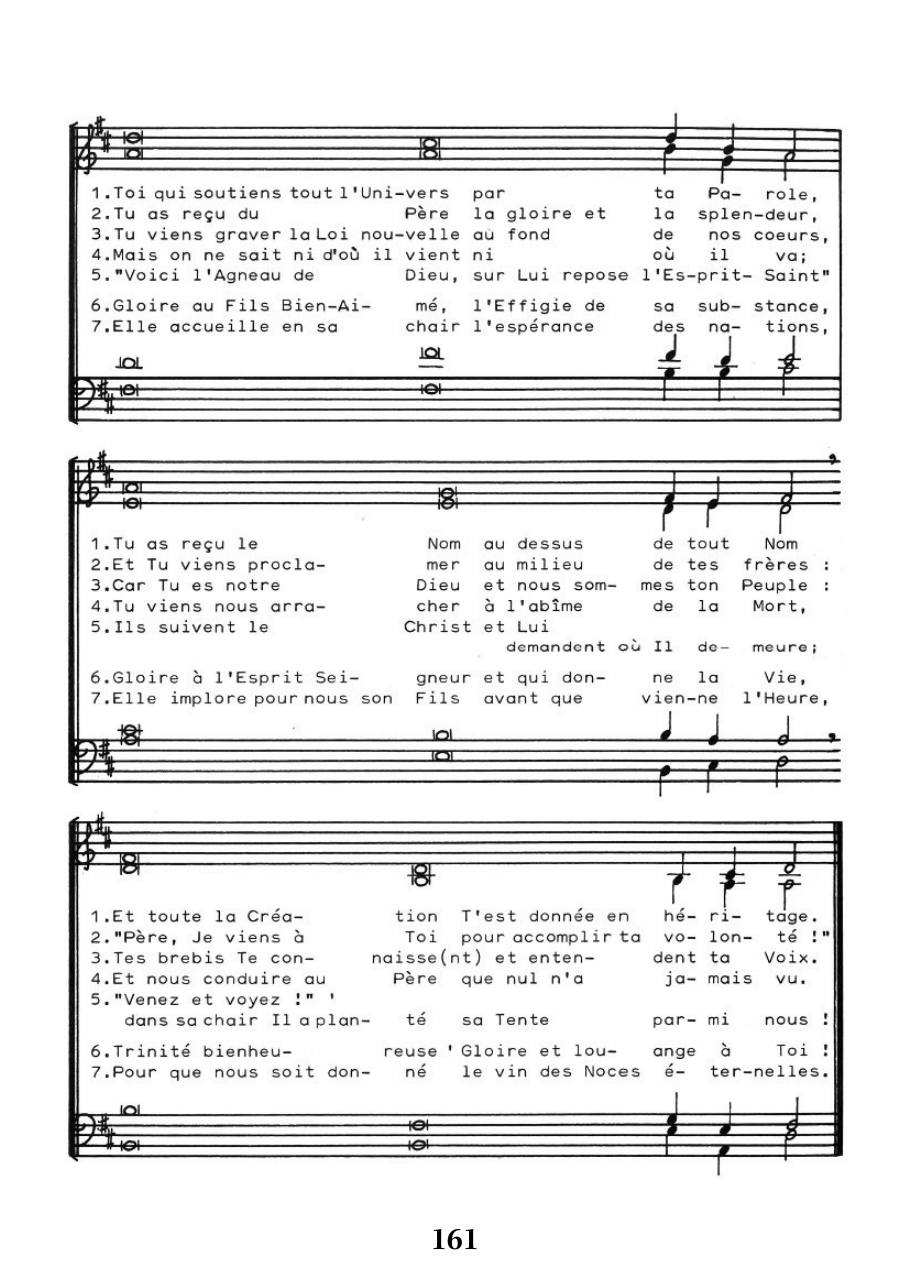 1.Toi qui soutiens tout l'Uni-vers par ta Pa- role,
2.Tu as reçu du Père la gloire et la splen-deur,
3.Tu viens graver la Loi nou-velle au fond de nos coeurs,
4.Mais on ne sait ni d'où il vient ni où il va;
5."Voici l'Agneau de Dieu, sur Lui repose l'Es-prit- Saint"
6.Gloire au Fils Bien-Ai- mé, l'Effigie de sa sub- stance,
7.Elle accueille en sa chair l'espérance des na- tions,
1.Tu as reçu le Nom au dessus de tout Nom
2.Et Tu viens procla- mer au milieu de tes frères :
3.Car Tu es notre Dieu et nous som- mes ton Peuple :
4.Tu viens nous arra- cher à l'abîme de la Mort,
5.Ils suivent le Christ et Lui
demandent où Il de- meure;
6.Gloire à l'Esprit Sei- gneur et qui don- ne la Vie,
7.Elle implore pour nous son Fils avant que vien-ne l'Heure,
1.Et toute la Créa- tion T'est donnée en hé- ri- tage.
2."Père, Je viens à Toi pour accomplir ta vo- lon- té !"
3.Tes brebis Te con- naisse(nt) et enten- dent ta Voix.
4.Et nous conduire au Père que nul n'a ja- mais vu.
5."Venez et voyez !" '
dans sa chair Il a plan- té sa Tente par- mi nous !
6.Trinité bienheu- reuse ' Gloire et lou- ange à Toi !
7.Pour que nous soit don- né le vin des Noces é- ter-nelles.
161